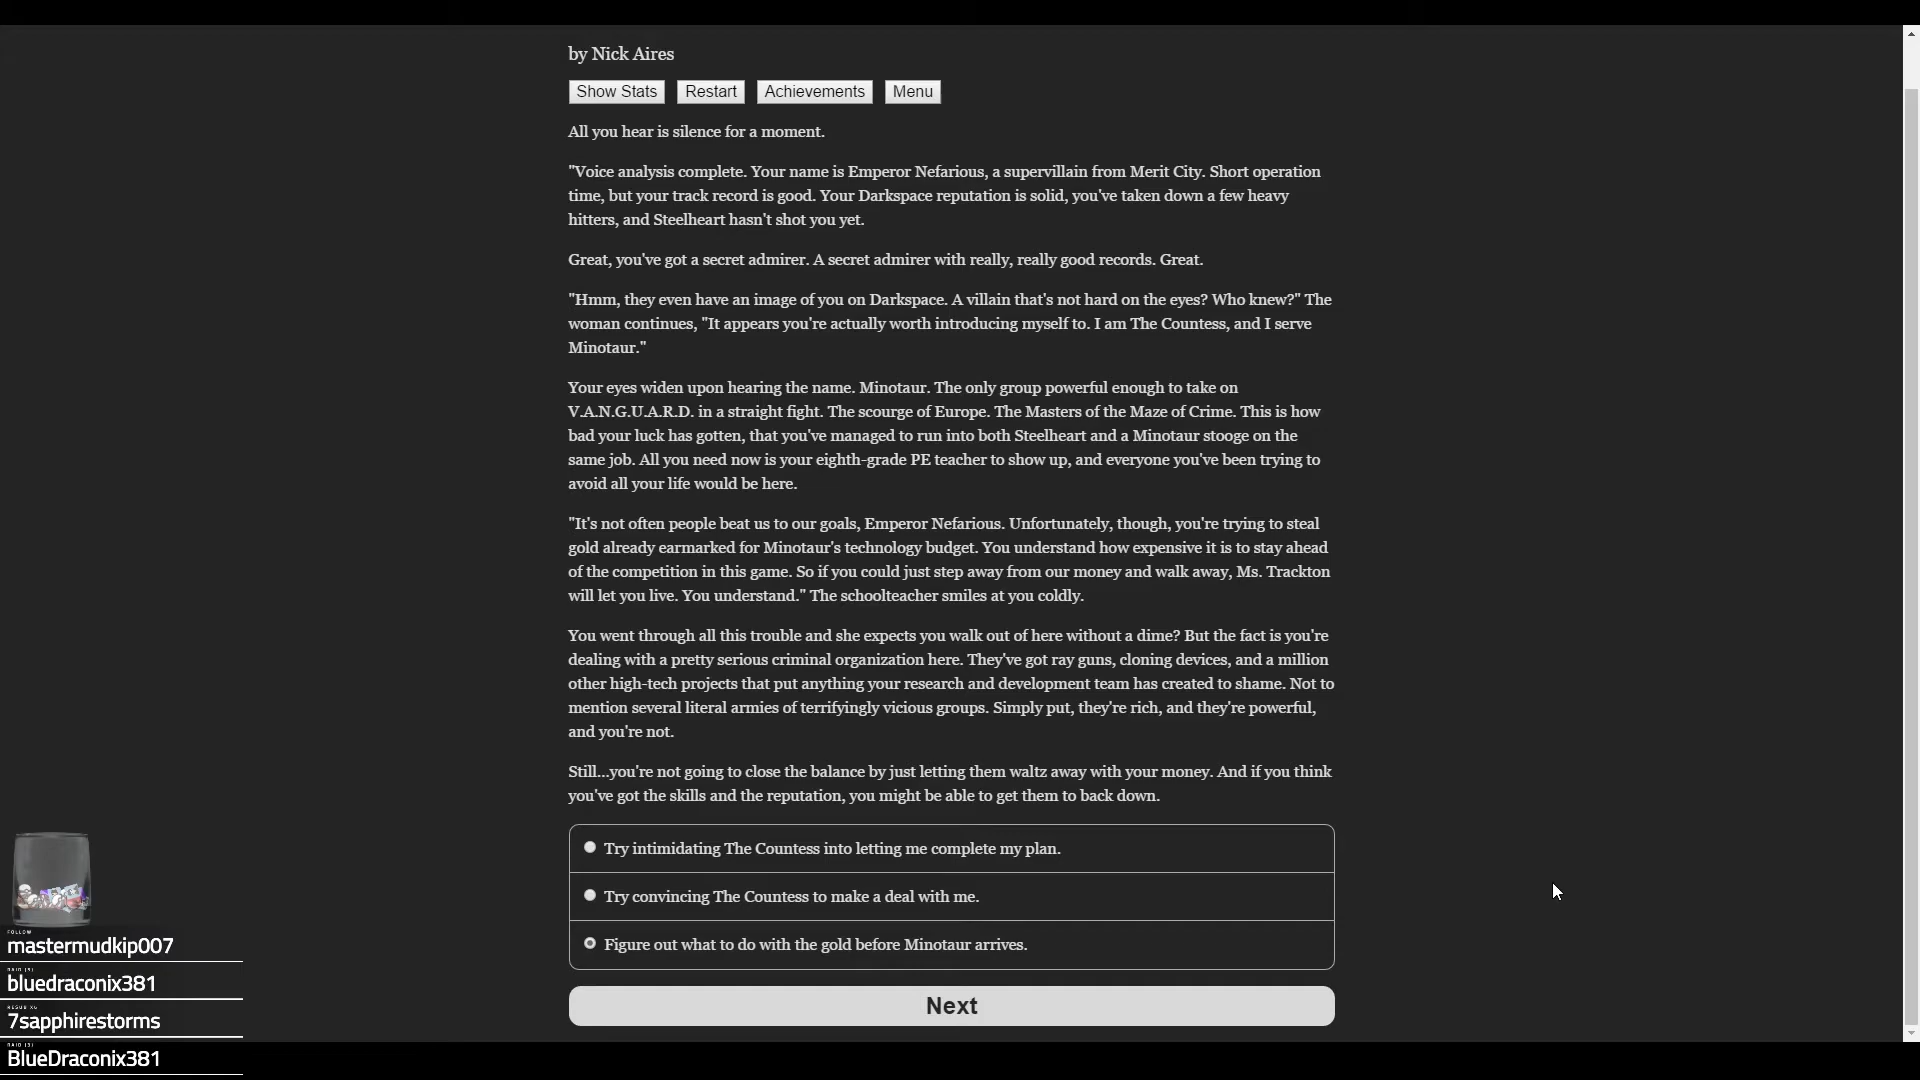 by Nick Aires
Show Stats Restart Achievements Menu
All you hear is silence for a moment.
"Voice analysis complete. Your name is Emperor Nefarious, a supervillain from Merit City. Short operation
time, but your track record is good. Your Darkspace reputation is solid, you've taken down a few heavy
hitters, and Steelheart hasn't shot you yet.
Great, you've got a secret admirer. A secret admirer with really, really good records. Great.
"Hmm, they even have an image of you on Darkspace. A villain that's not hard on the eyes? Who knew?" The
woman continues, "It appears you're actually worth introducing myself to. I am The Countess, and I serve
Minotaur."
Your eyes widen upon hearing the name. Minotaur. The only group powerful enough to take on
V.A.N.G.U.A.R.D. in a straight fight. The scourge of Europe. The Masters of the Maze of Crime. This is how
bad your luck has gotten, that you've managed to run into both Steelheart and a Minotaur stooge on the
same job. All you need now is your eighth-grade PE teacher to show up, and everyone you've been trying to
avoid all your life would be here.
"It's not often people beat us to our goals, Emperor Nefarious. Unfortunately, though, you're trying to steal
gold already earmarked for Minotaur's technology budget. You understand how expensive it is to stay ahead
of the competition in this game. So if you could just step away from our money and walk away, Ms. Trackton
will let you live. You understand." The schoolteacher smiles at you coldly.
You went through all this trouble and she expects you walk out of here without a dime? But the fact is you're
dealing with a pretty serious criminal organization here. They've got ray guns, cloning devices, and a million
other high-tech projects that put anything your research and development team has created to shame. Not to
mention several literal armies of terrifyingly vicious groups. Simply put, they're rich, and they're powerful,
and you're not.
Still...you're not going to close the balance by just letting them waltz away with your money. And if you think
you've got the skills and the reputation, you might be able to get them to back down.
Try intimidating The Countess into letting me complete my plan.
Try convincing The Countess to make a deal with me.
Figure out what to do with the gold before Minotaur arrives.
Next
FOLLOW
mastermudkip007
RAID (3)
bluedraconix381
RESUB X6
7sapphirestorms
RAID (3)
BlueDraconix381